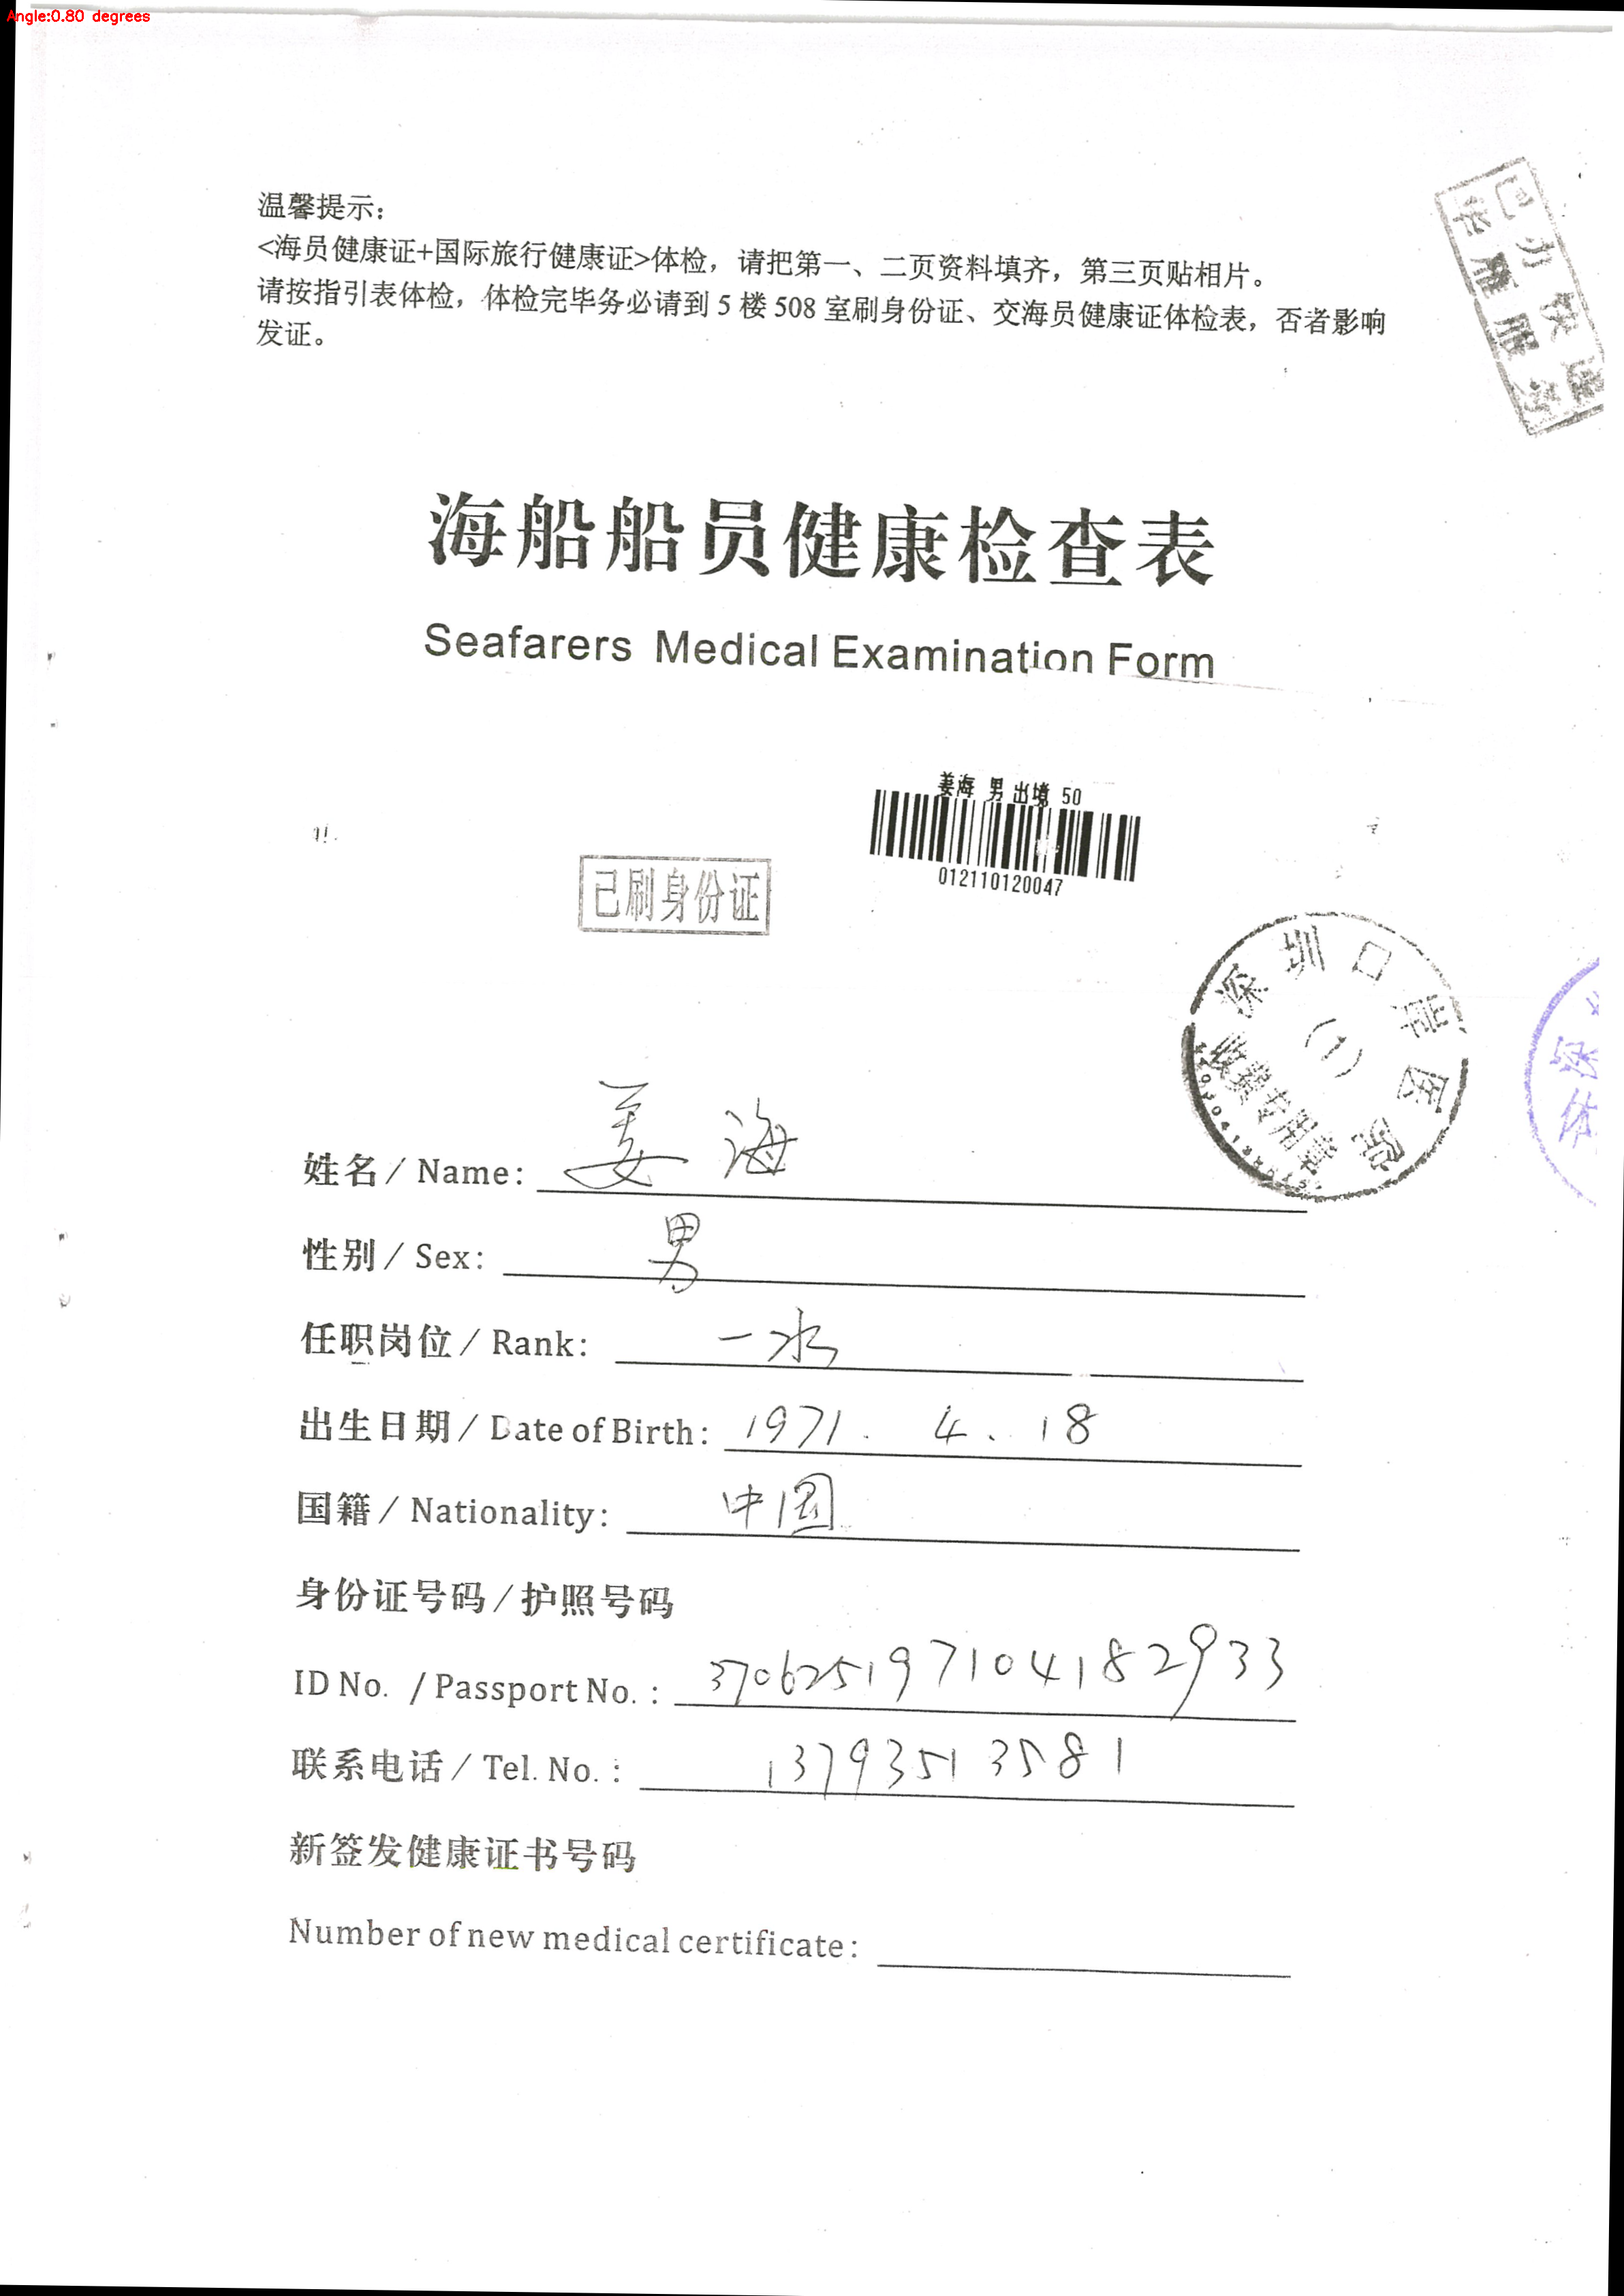 Angle:0.80 degrees
温馨提示：
<海员健康证+国际旅行健康证>体检，请把第一、二页资料填齐，第三页贴相片。
请按指引表体检，体检完毕务必请到 5 楼 508 室刷身份证、交海员健康证体检表，否者影响
发证。
已办快递
海船船员健康检查表
Seafarers Medical Examination Form
姜海 男 出境 50
012110120047
已刷身份证
深圳口岸医院
(1)
收费专用章
姓名 / Name: 姜海
性别 / Sex: 男
任职岗位 / Rank: 一水
出生日期 / Date of Birth: 1971. 4. 18
国籍 / Nationality: 中国
身份证号码 / 护照号码
ID No. / Passport No. : 370625197104182933
联系电话 / Tel. No. : 13793513581
新签发健康证书号码
Number of new medical certificate: